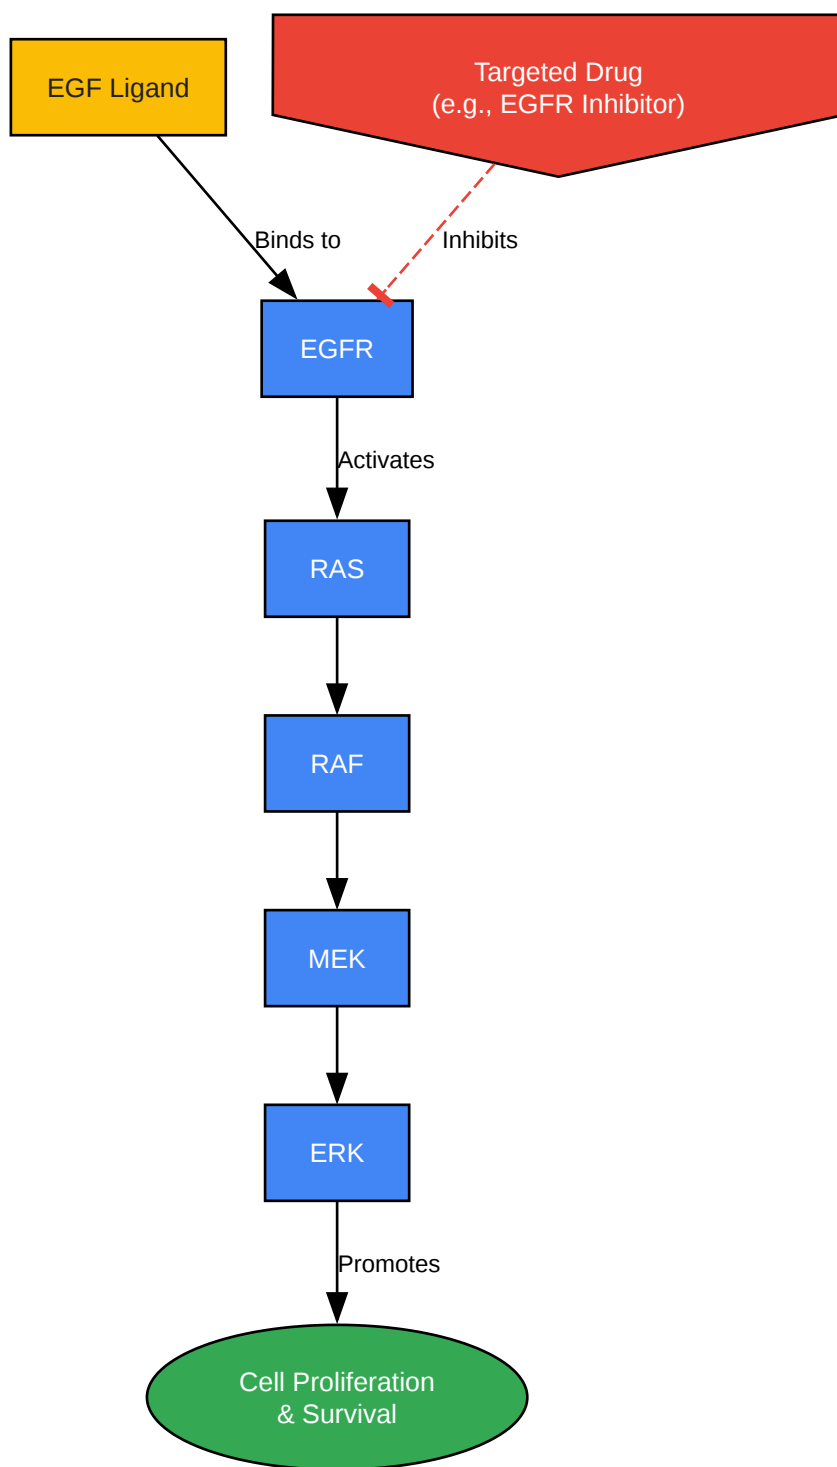 EGF Ligand
Targeted Drug
(e.g., EGFR Inhibitor)
Binds to
Inhibits
EGFR
Activates
RAS
RAF
MEK
ERK
Promotes
Cell Proliferation
& Survival